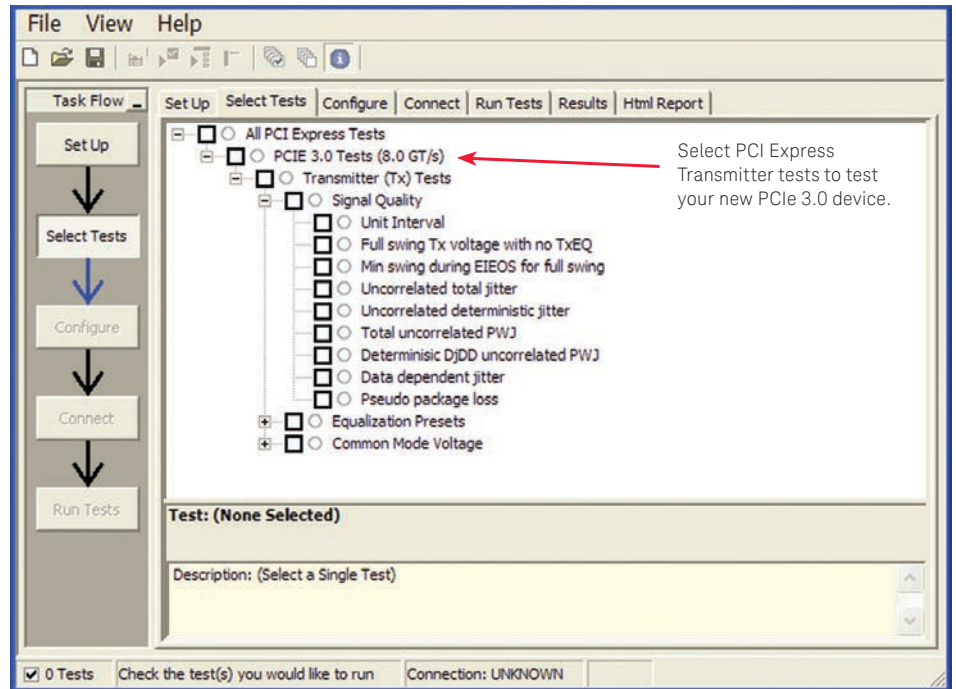 File View Help
Task Flow
Set Up Select Tests Configure Connect Run Tests Results Html Report
Set Up
Select Tests
Configure
Connect
Run Tests
All PCI Express Tests
PCIE 3.0 Tests (8.0 GT/s)
Transmitter (Tx) Tests
Signal Quality
Unit Interval
Full swing Tx voltage with no TxEQ
Min swing during EIEOS for full swing
Uncorrelated total jitter
Uncorrelated deterministic jitter
Total uncorrelated PWJ
Determinisic DjDD uncorrelated PWJ
Data dependent jitter
Pseudo package loss
Equalization Presets
Common Mode Voltage
Select PCI Express
Transmitter tests to test
your new PCIe 3.0 device.
Test: (None Selected)
Description: (Select a Single Test)
0 Tests Check the test(s) you would like to run Connection: UNKNOWN